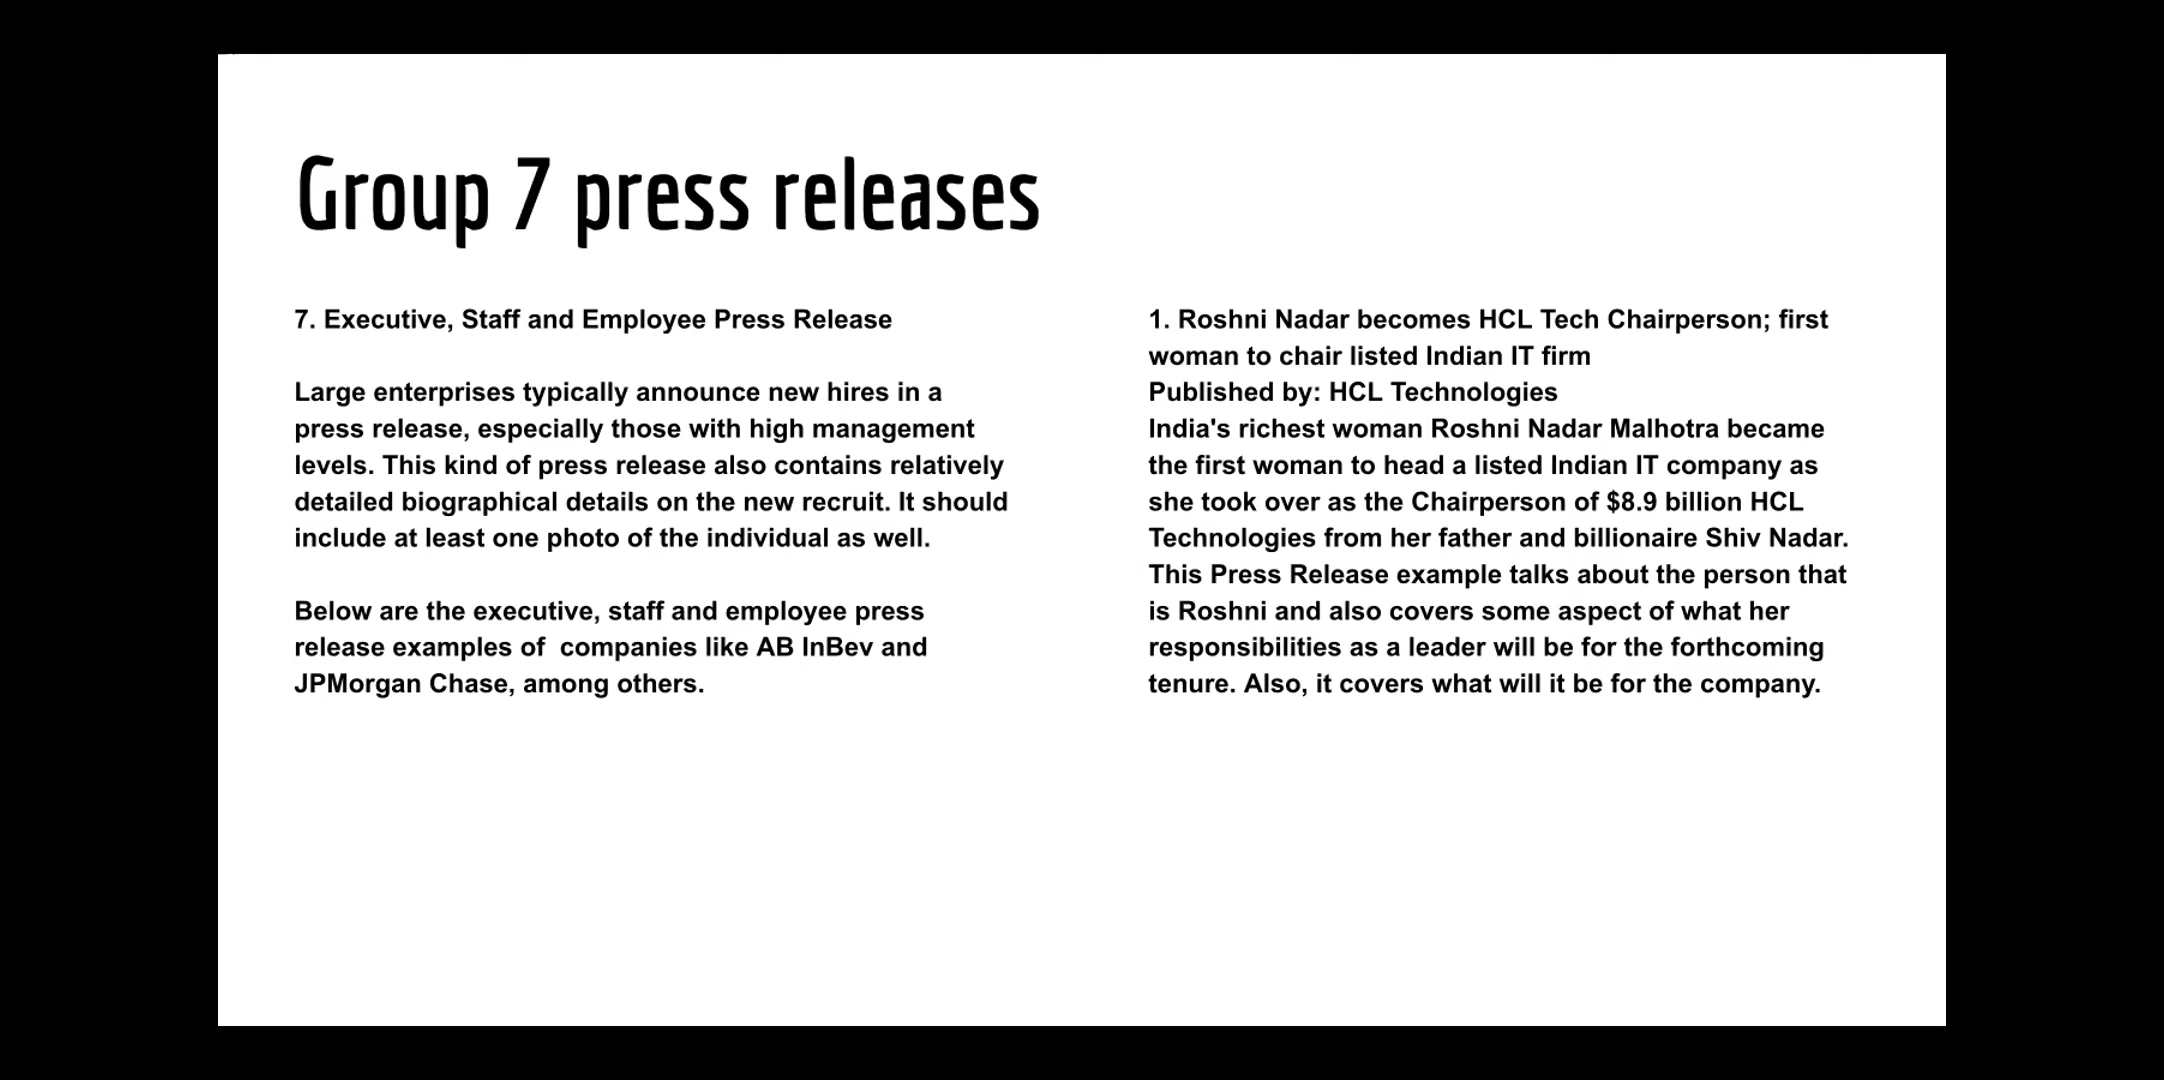 Group 7 press releases
7. Executive, Staff and Employee Press Release
Large enterprises typically announce new hires in a
press release, especially those with high management
levels. This kind of press release also contains relatively
detailed biographical details on the new recruit. It should
include at least one photo of the individual as well.
Below are the executive, staff and employee press
release examples of  companies like AB InBev and
JPMorgan Chase, among others.
1. Roshni Nadar becomes HCL Tech Chairperson; first
woman to chair listed Indian IT firm
Published by: HCL Technologies
India's richest woman Roshni Nadar Malhotra became
the first woman to head a listed Indian IT company as
she took over as the Chairperson of $8.9 billion HCL
Technologies from her father and billionaire Shiv Nadar.
This Press Release example talks about the person that
is Roshni and also covers some aspect of what her
responsibilities as a leader will be for the forthcoming
tenure. Also, it covers what will it be for the company.